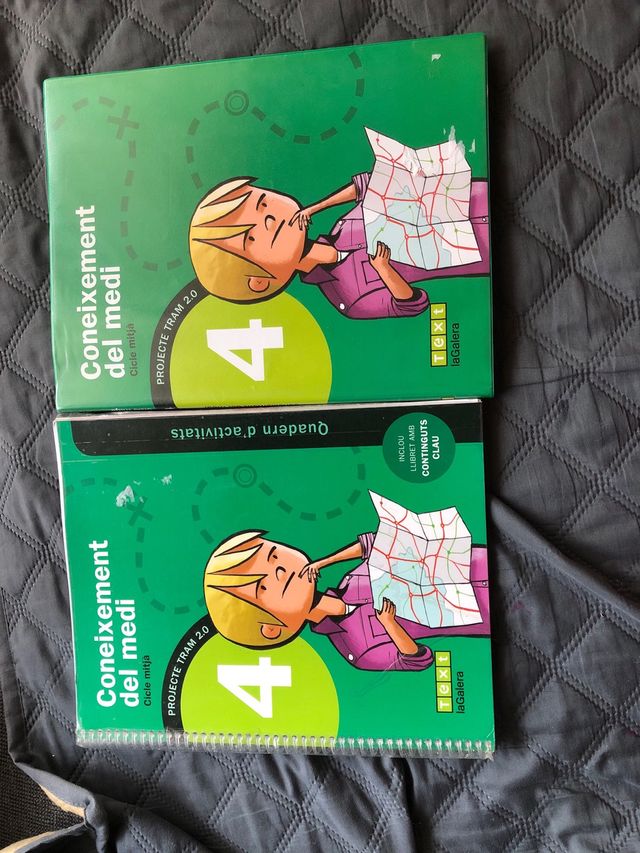 Coneixement
del medi
Cicle mitjà
PROJECTE TRAM 2.0
4
Text
laGalera
Quadern d'activitats
INCLOU
LLIBRET AMB
CONTINGUTS
CLAU
Coneixement
del medi
Cicle mitjà
PROJECTE TRAM 2.0
4
Text
laGalera